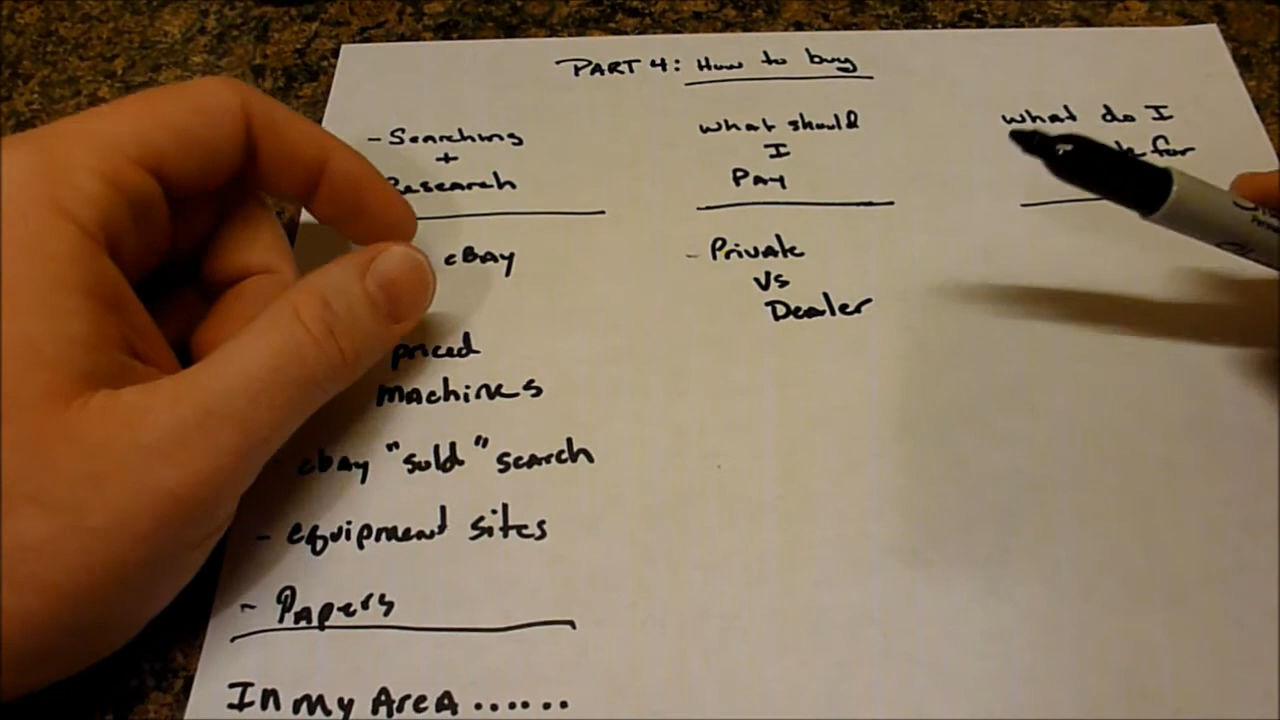 PART 4: How to buy
- Searching
+
Research
eBay
priced
machines
ebay "sold" search
- equipment sites
- Papers
In my Area ......
what should
I
Pay
- Private
vs
Dealer
what do I
for